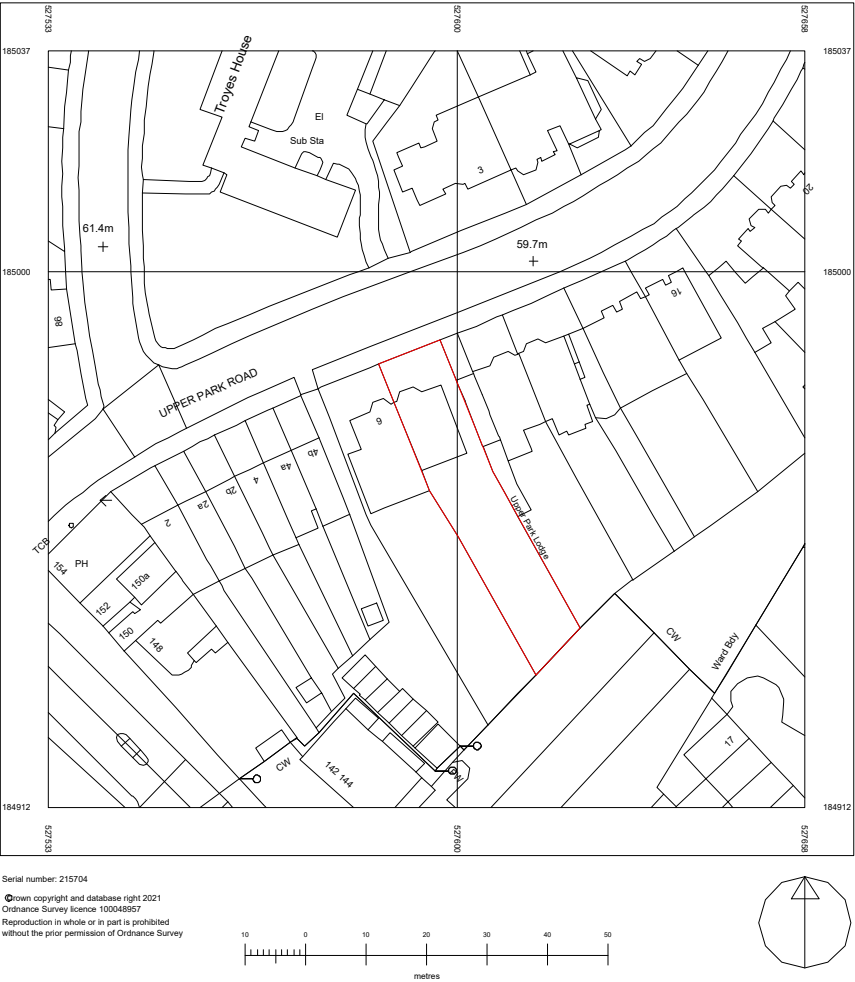 527533
527600
527658
185037
185037
Troyes House
El
Sub Sta
3
20
61.4m
59.7m
185000
185000
98
16
UPPER PARK ROAD
6
4b
4a
4
2b
2a
2
Upper Park Lodge
TCB
PH
154
150a
152
150
148
CW
Ward Bdy
17
CW
142 144
CW
184912
184912
527533
527600
527658
Serial number: 215704
©Crown copyright and database right 2021
Ordnance Survey licence 100048957
Reproduction in whole or in part is prohibited
without the prior permission of Ordnance Survey
10 0 10 20 30 40 50
metres